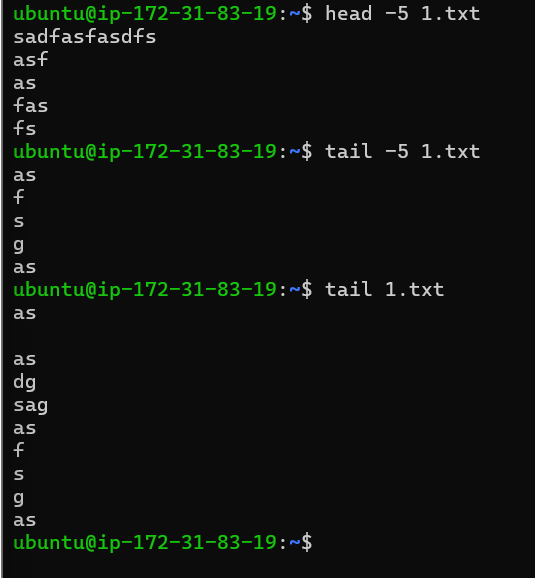 ubuntu@ip-172-31-83-19:~$ head -5 1.txt
sadfasfasdfs
asf
as
fas
fs
ubuntu@ip-172-31-83-19:~$ tail -5 1.txt
as
f
s
g
as
ubuntu@ip-172-31-83-19:~$ tail 1.txt
as

as
dg
sag
as
f
s
g
as
ubuntu@ip-172-31-83-19:~$